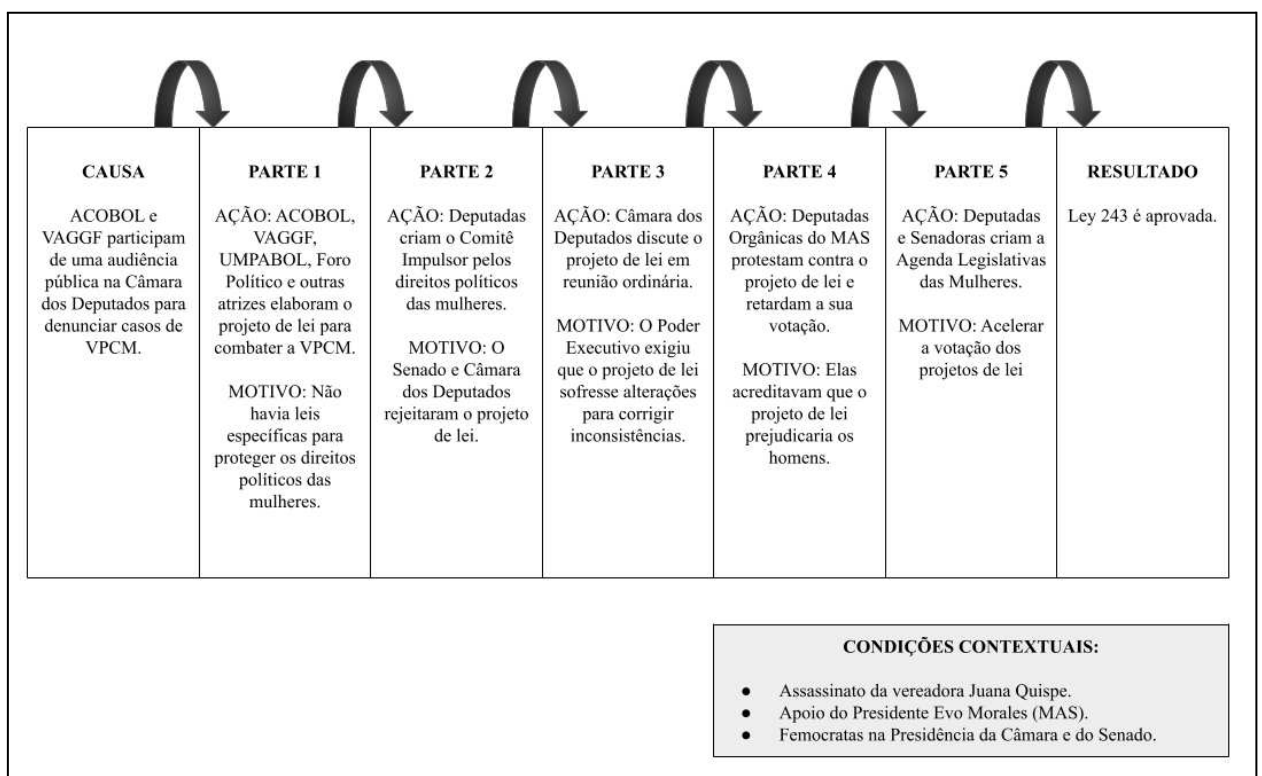 CAUSA
ACOBOL e
VAGGF participam
de uma audiência
pública na Câmara
dos Deputados para
denunciar casos de
VPCM.
PARTE 1
AÇÃO: ACOBOL,
VAGGF,
UMPABOL, Foro
Político e outras
atrizes elaboram o
projeto de lei para
combater a VPCM.
MOTIVO: Não
havia leis
específicas para
proteger os direitos
políticos das
mulheres.
PARTE 2
AÇÃO: Deputadas
criam o Comitê
Impulsor pelos
direitos políticos
das mulheres.
MOTIVO: O
Senado e Câmara
dos Deputados
rejeitaram o projeto
de lei.
PARTE 3
AÇÃO: Câmara dos
Deputados discute o
projeto de lei em
reunião ordinária.
MOTIVO: O Poder
Executivo exigiu
que o projeto de lei
sofresse alterações
para corrigir
inconsistências.
PARTE 4
AÇÃO: Deputadas
Orgânicas do MAS
protestam contra o
projeto de lei e
retardam a sua
votação.
MOTIVO: Elas
acreditavam que o
projeto de lei
prejudicaria os
homens.
PARTE 5
AÇÃO: Deputadas
e Senadoras criam a
Agenda Legislativas
das Mulheres.
MOTIVO: Acelerar
a votação dos
projetos de lei
RESULTADO
Ley 243 é aprovada.
CONDIÇÕES CONTEXTUAIS:
● Assassinato da vereadora Juana Quispe.
● Apoio do Presidente Evo Morales (MAS).
● Femocratas na Presidência da Câmara e do Senado.